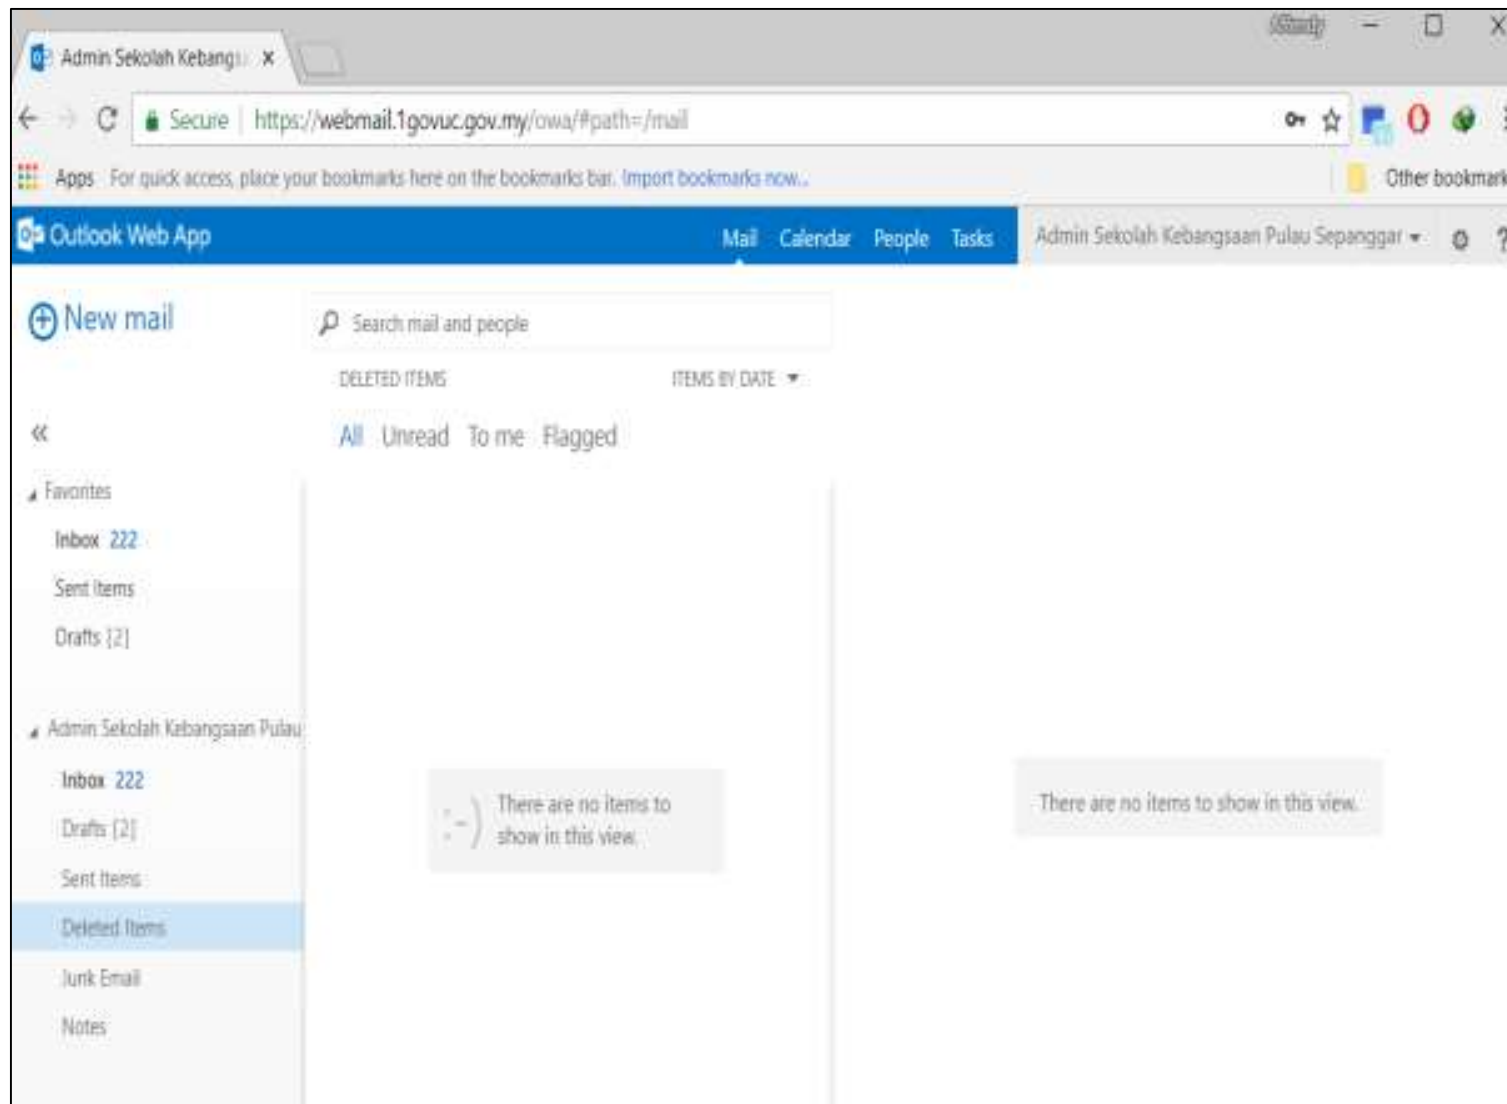 Admin Sekolah Kebangs
Secure https://webmail.1govuc.gov.my/owa/#path=/mail
Apps For quick access, place your bookmarks here on the bookmarks bar. Import bookmarks now...
Other bookmark
Outlook Web App
Mail Calendar People Tasks
Admin Sekolah Kebangsaan Pulau Sepanggar
?
New mail
Search mail and people
DELETED ITEMS
ITEMS BY DATE
All Unread To me Flagged
Favorites
Inbox 222
Sent Items
Drafts [2]
Admin Sekolah Kebangsaan Pulau
Inbox 222
Drafts [2]
Sent Items
Deleted Items
Junk Email
Notes
:-)
There are no items to
show in this view.
There are no items to show in this view.